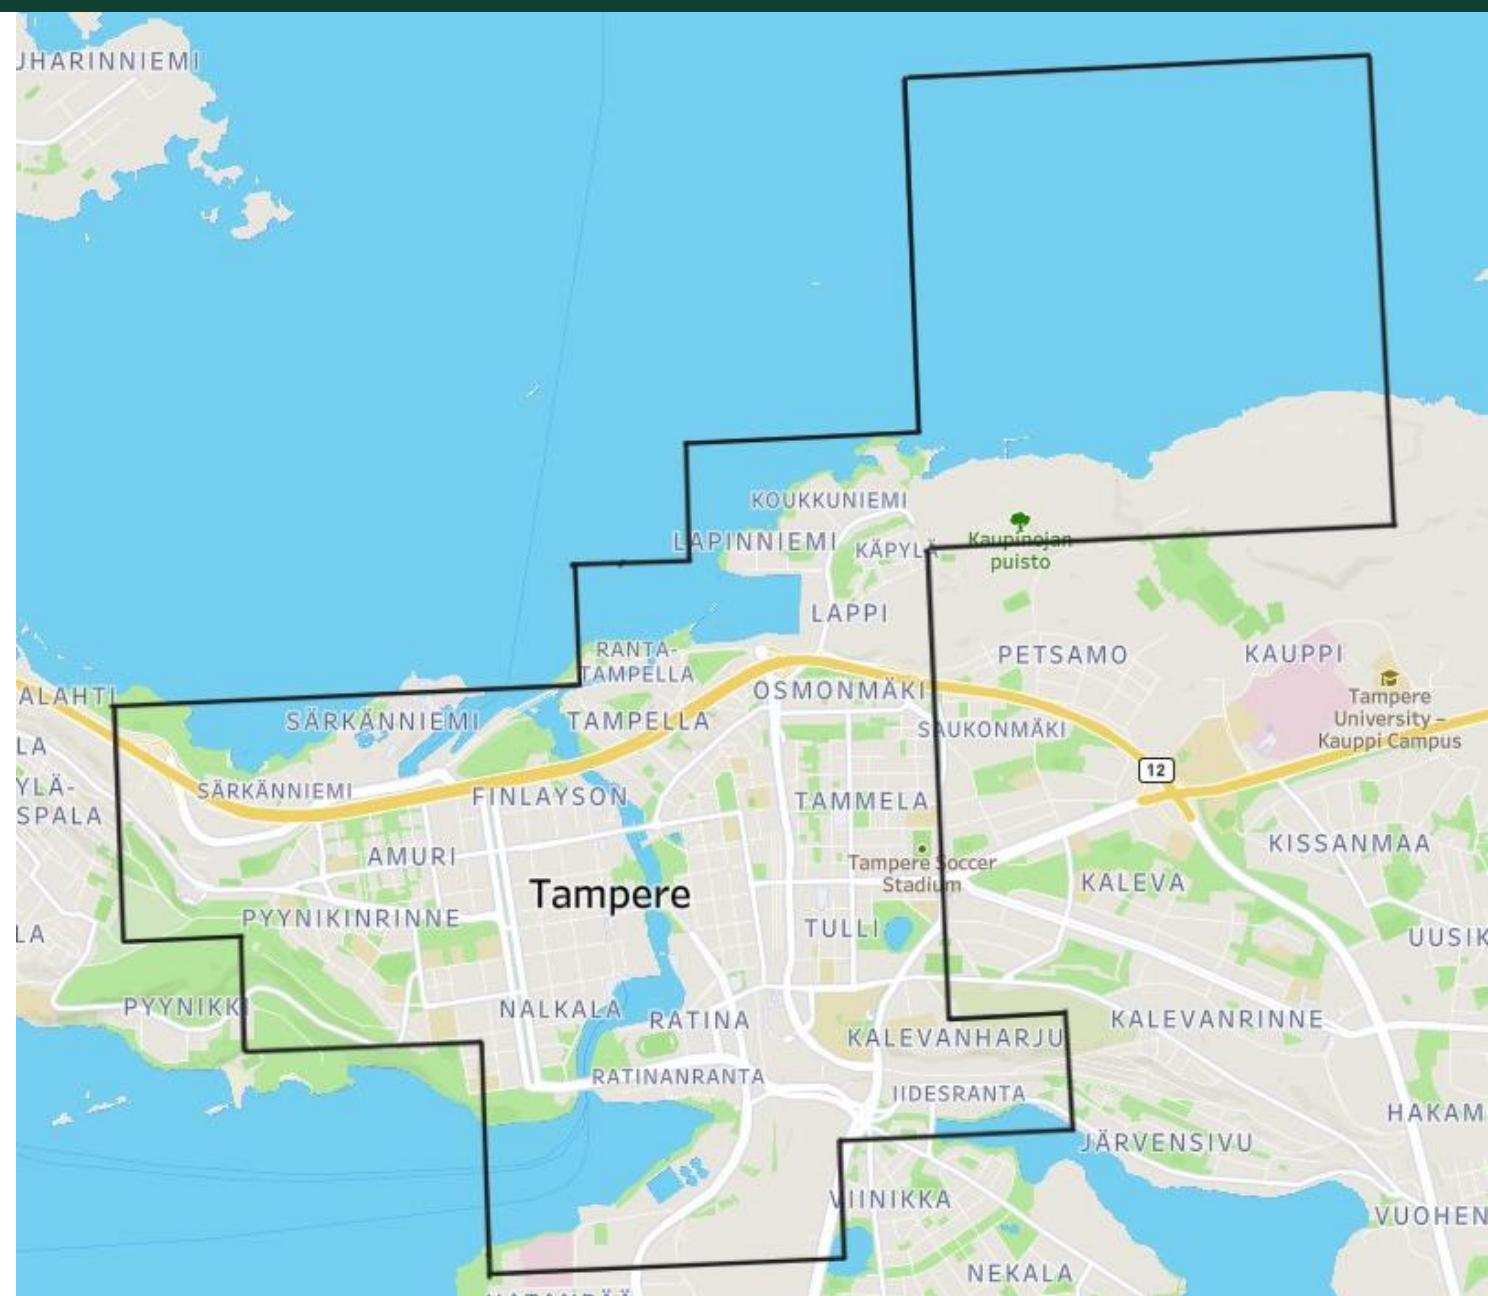 JHARINNIEMI
KOUKKUNIEMI
LAPINNIEMI
KÄPYLÄ
Kaupinojan
puisto
LAPPI
RANTA-
TAMPELLA
PETSAMO
KAUPPI
ALAHTI
OSMONMÄKI
Tampere
University –
Kauppi Campus
SÄRKÄNNIEMI
TAMPELLA
SAUKONMÄKI
LA
12
YLÄ-
SPALA
SÄRKÄNNIEMI
FINLAYSON
TAMMELA
KISSANMAA
AMURI
Tampere Soccer
Stadium
KALEVA
Tampere
LA
PYYNIKINRINNE
TULLI
UUSIK
PYYNIKKI
NALKALA
RATINA
KALEVANHARJU
KALEVANRINNE
RATINANRANTA
IIDESRANTA
HAKAM
JÄRVENSIVU
VIINIKKA
VUOHEN
NEKALA